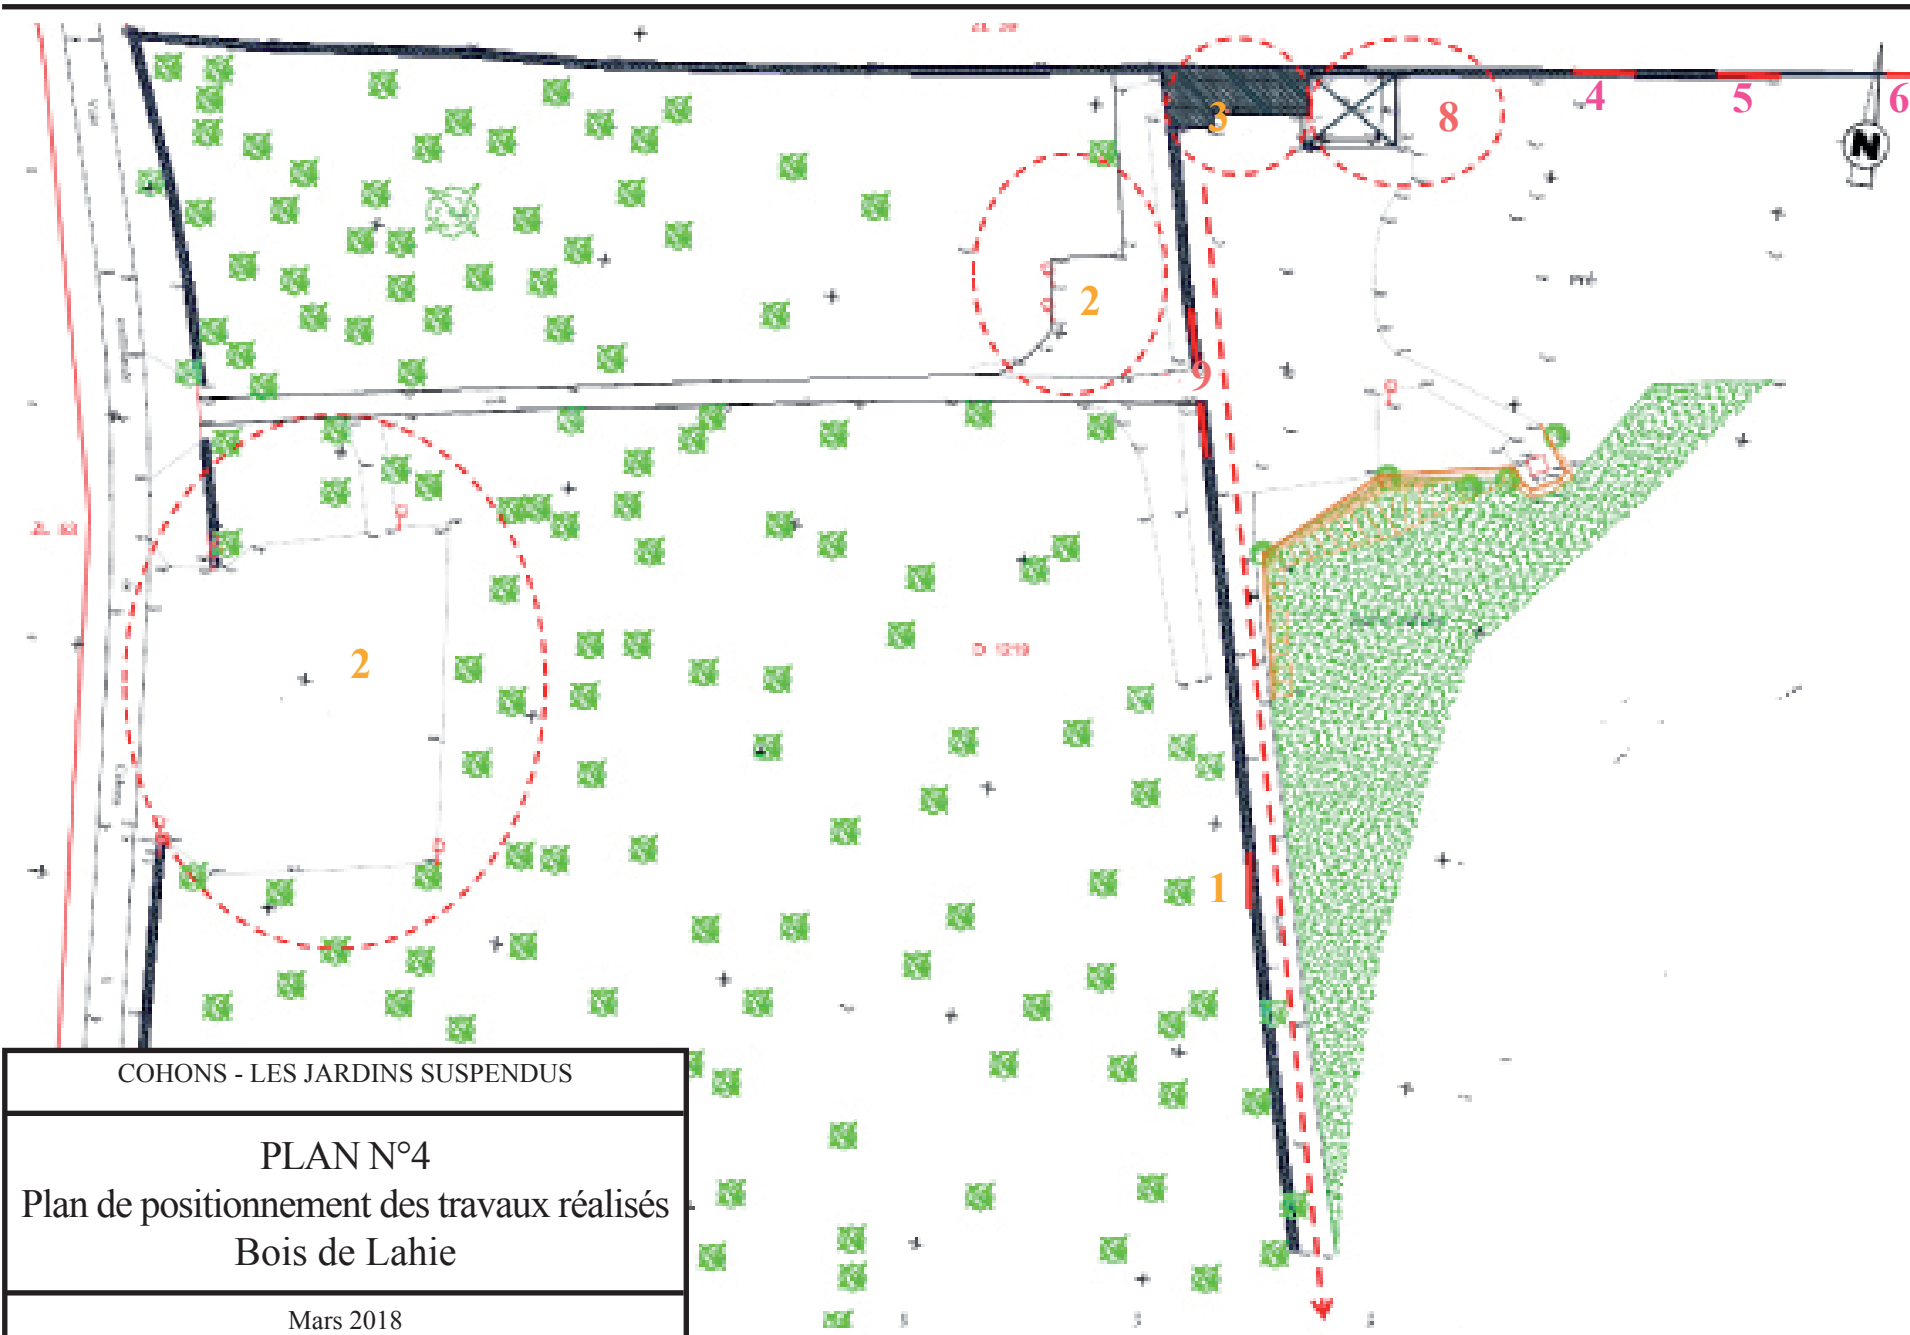 3
8
4
5
6
N
2
9
2
D 1219
1
COHONS - LES JARDINS SUSPENDUS
PLAN N°4
Plan de positionnement des travaux réalisés
Bois de Lahie
Mars 2018